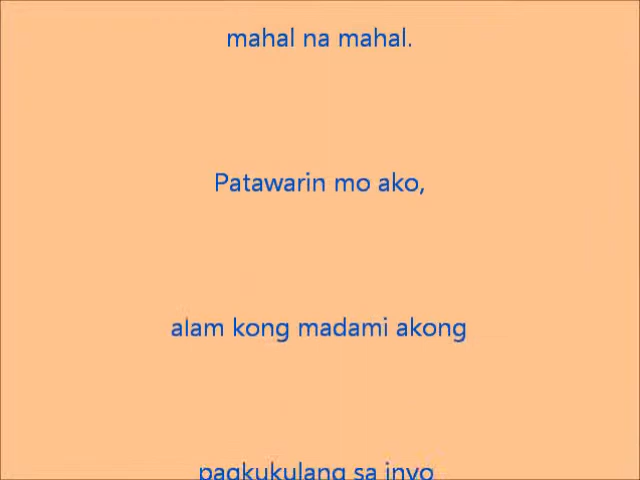 mahal na mahal.
Patawarin mo ako,
alam kong madami akong
pagkukulang sa inyo